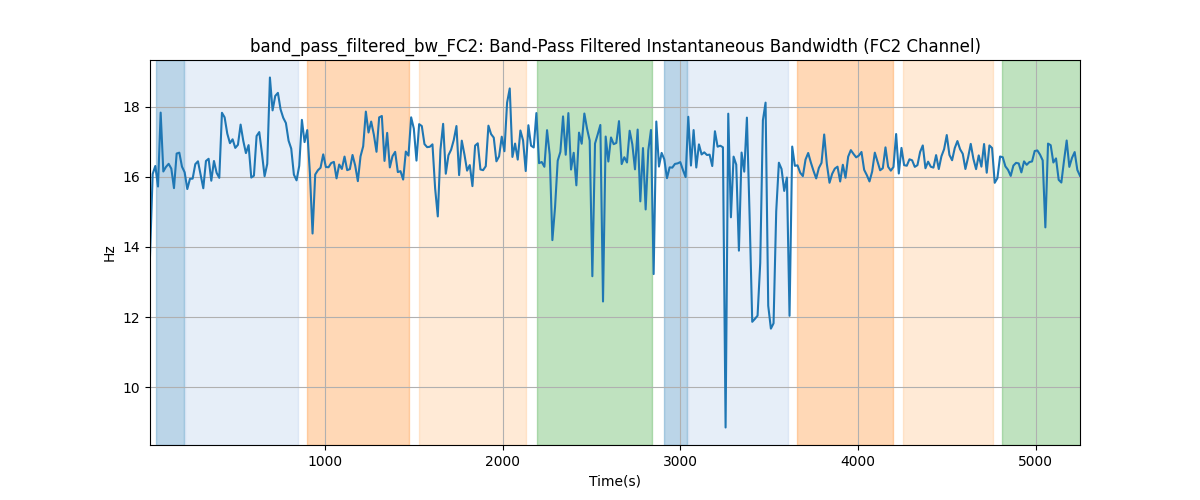 band_pass_filtered_bw_FC2: Band-Pass Filtered Instantaneous Bandwidth (FC2 Channel)
18
16
14
12
10
Hz
1000 2000 3000 4000 5000
Time(s)